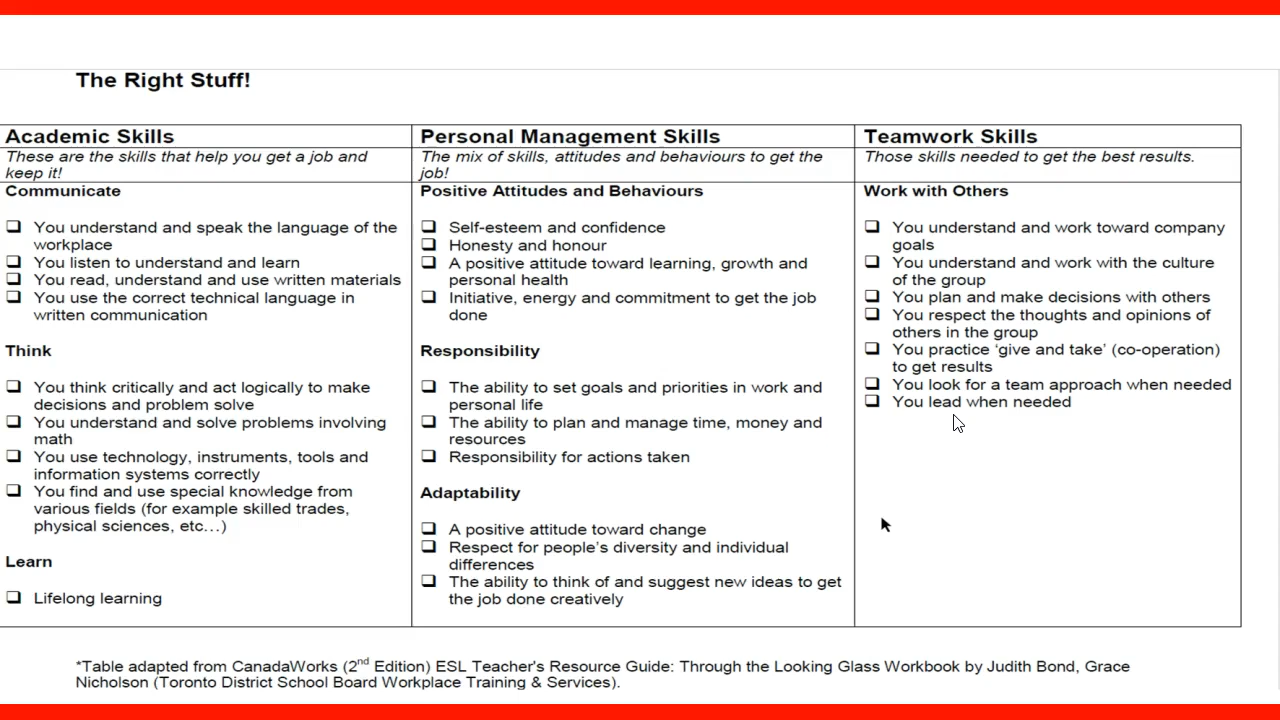 The Right Stuff!
Academic Skills
These are the skills that help you get a job and
keep it!
Communicate
You understand and speak the language of the
workplace
You listen to understand and learn
You read, understand and use written materials
You use the correct technical language in
written communication
Think
You think critically and act logically to make
decisions and problem solve
You understand and solve problems involving
math
You use technology, instruments, tools and
information systems correctly
You find and use special knowledge from
various fields (for example skilled trades,
physical sciences, etc…)
Learn
Lifelong learning
Personal Management Skills
The mix of skills, attitudes and behaviours to get the
job!
Positive Attitudes and Behaviours
Self-esteem and confidence
Honesty and honour
A positive attitude toward learning, growth and
personal health
Initiative, energy and commitment to get the job
done
Responsibility
The ability to set goals and priorities in work and
personal life
The ability to plan and manage time, money and
resources
Responsibility for actions taken
Adaptability
A positive attitude toward change
Respect for people’s diversity and individual
differences
The ability to think of and suggest new ideas to get
the job done creatively
Teamwork Skills
Those skills needed to get the best results.
Work with Others
You understand and work toward company
goals
You understand and work with the culture
of the group
You plan and make decisions with others
You respect the thoughts and opinions of
others in the group
You practice ‘give and take’ (co-operation)
to get results
You look for a team approach when needed
You lead when needed
*Table adapted from CanadaWorks (2nd Edition) ESL Teacher's Resource Guide: Through the Looking Glass Workbook by Judith Bond, Grace
Nicholson (Toronto District School Board Workplace Training & Services).